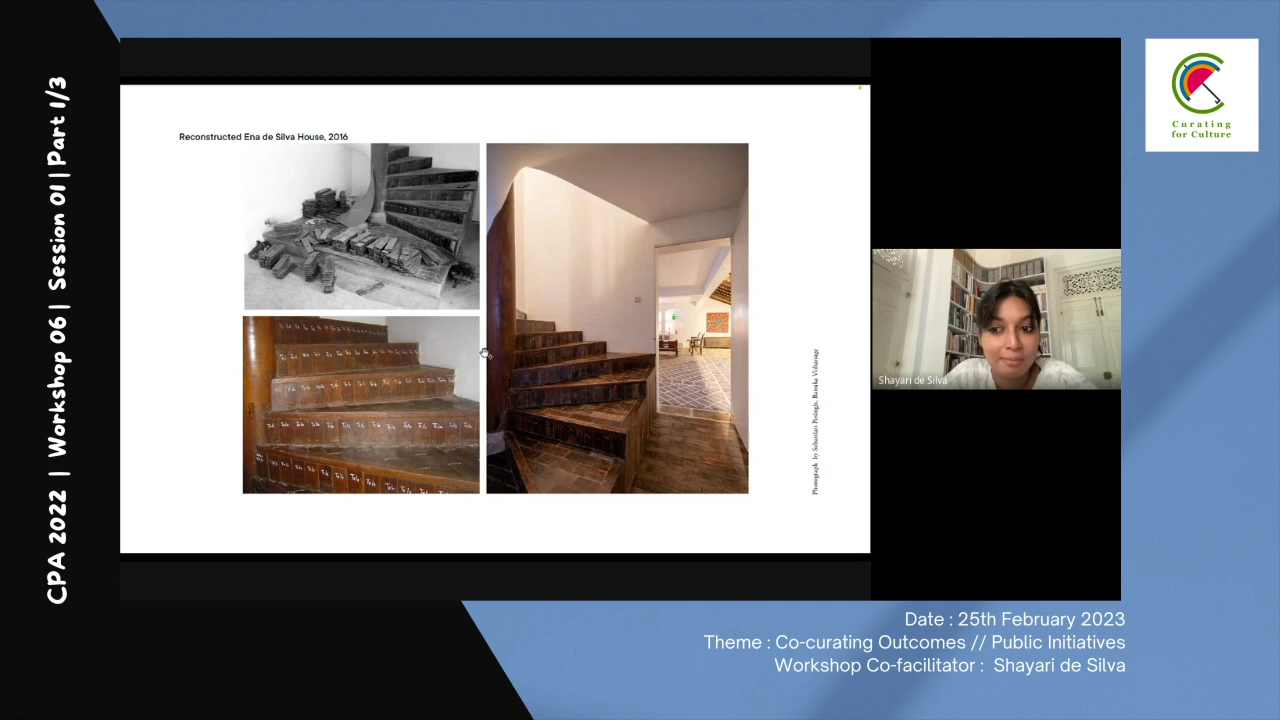 CPA 2022 | Workshop 06 | Session 01 | Part 1/3
Reconstructed Ena de Silva House, 2016
Photograph by Sebastian Posingis, Baruka Vidanage
Shayari de Silva
Curating
for Culture
Date : 25th February 2023
Theme : Co-curating Outcomes // Public Initiatives
Workshop Co-facilitator : Shayari de Silva